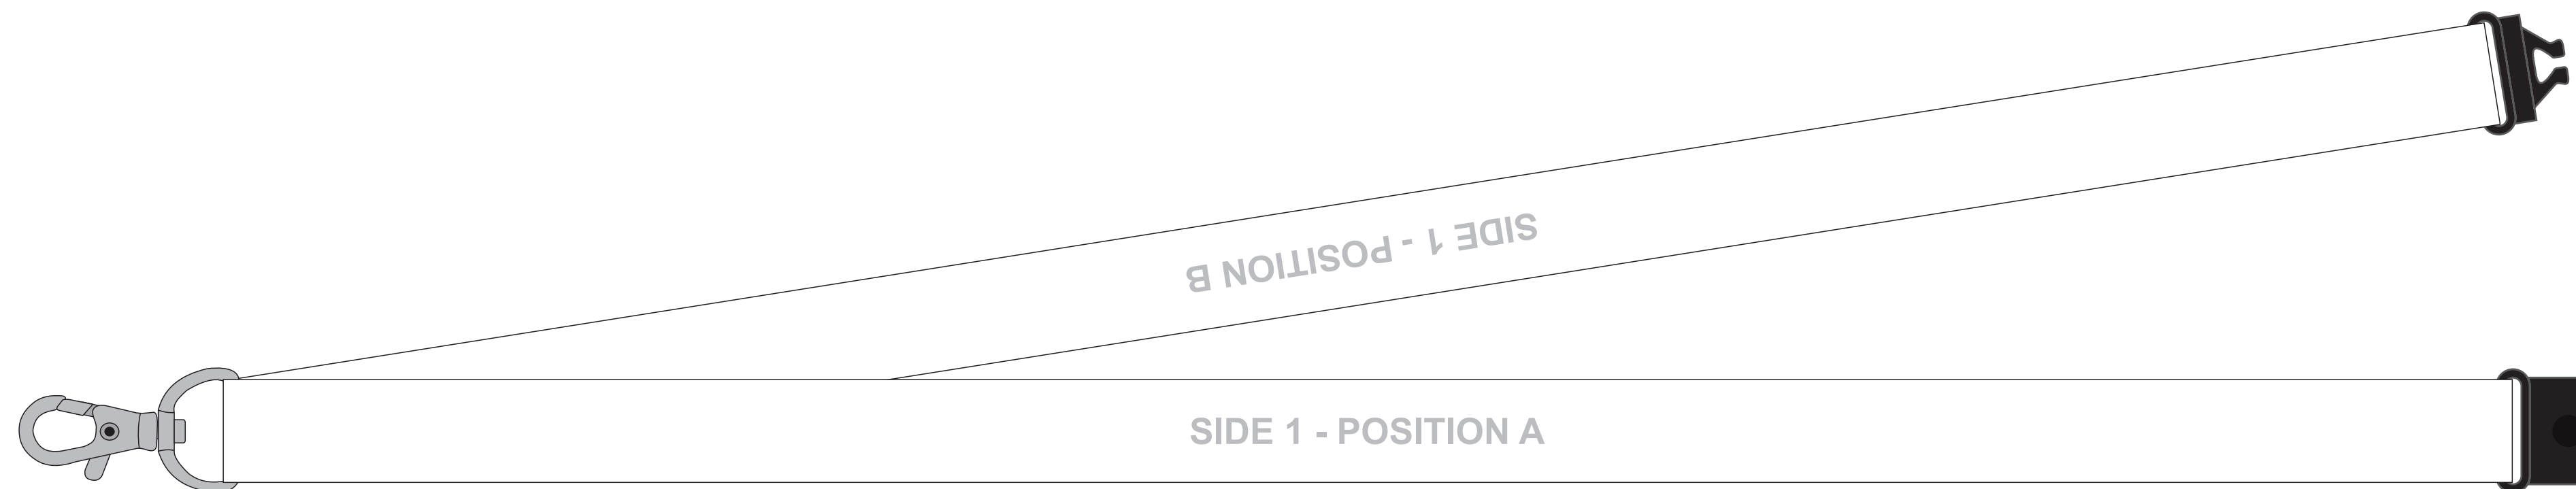 SIDE 1 - POSITION B
SIDE 1 - POSITION A